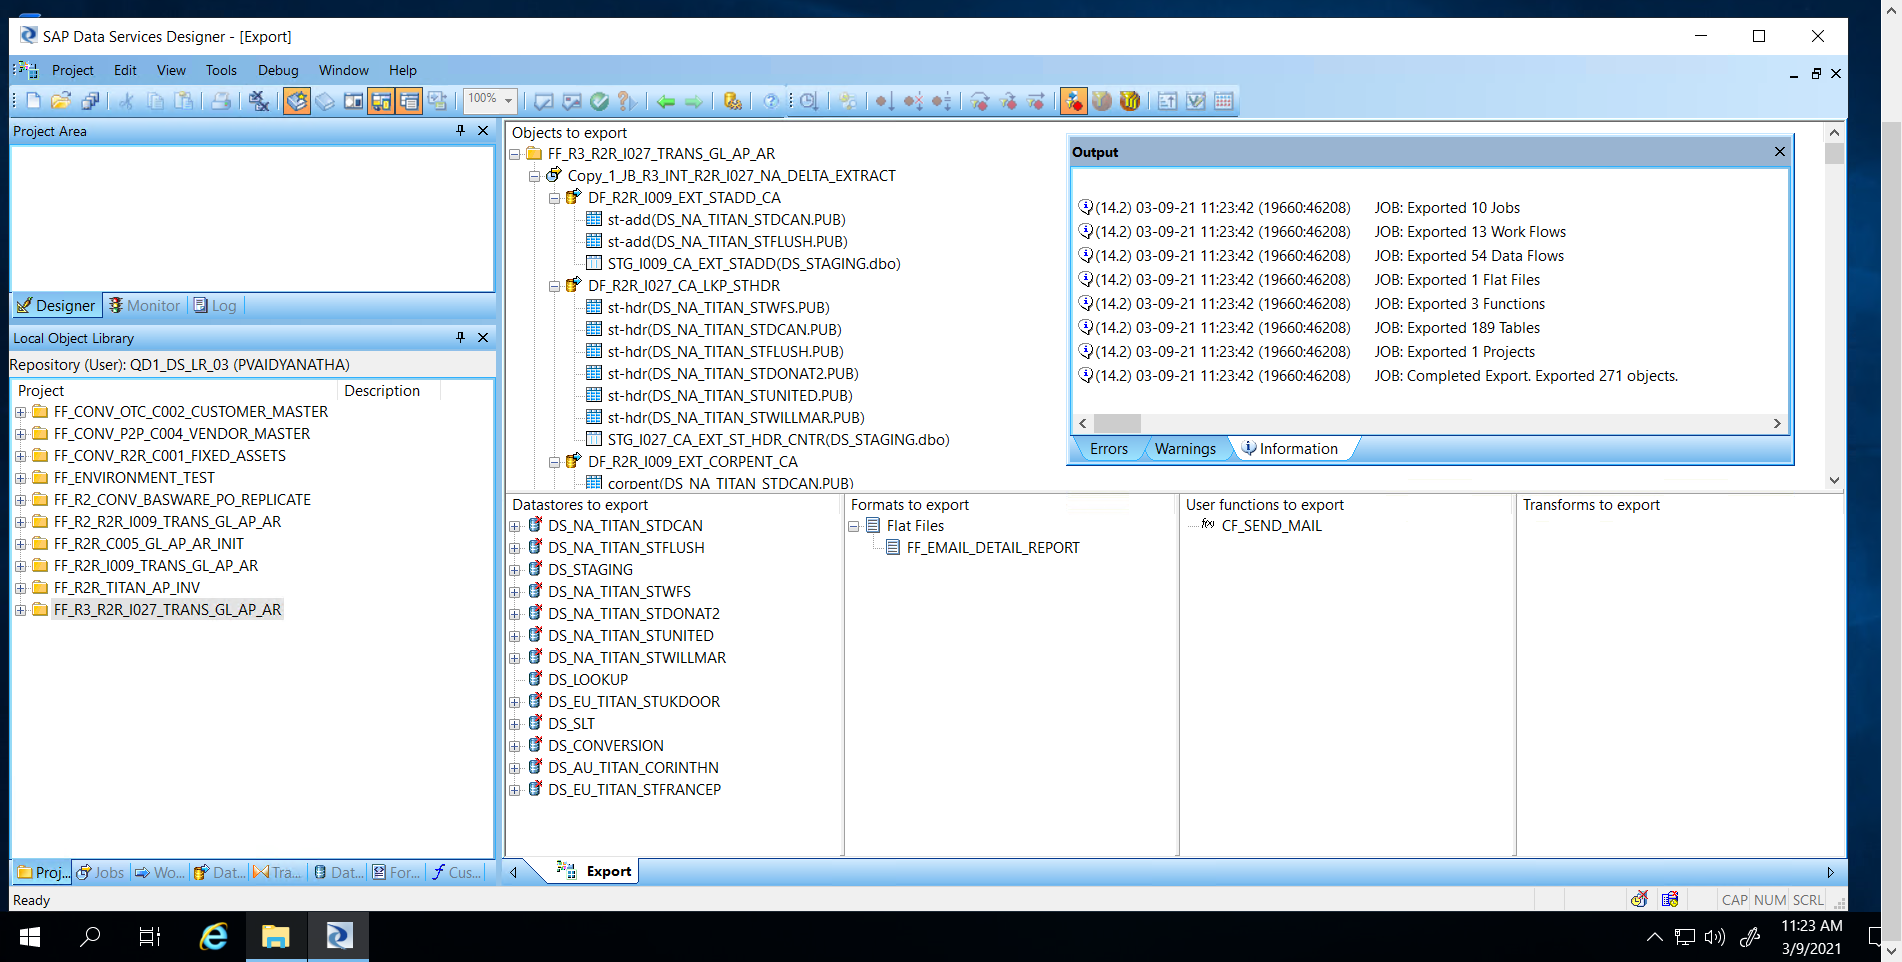 SAP Data Services Designer - [Export]
Project Edit View Tools Debug Window Help
100%
Project Area
Designer Monitor Log
Local Object Library
Repository (User): QD1_DS_LR_03 (PVAIDYANATHA)
Project Description
FF_CONV_OTC_C002_CUSTOMER_MASTER
FF_CONV_P2P_C004_VENDOR_MASTER
FF_CONV_R2R_C001_FIXED_ASSETS
FF_ENVIRONMENT_TEST
FF_R2_CONV_BASWARE_PO_REPLICATE
FF_R2_R2R_I009_TRANS_GL_AP_AR
FF_R2R_C005_GL_AP_AR_INIT
FF_R2R_I009_TRANS_GL_AP_AR
FF_R2R_TITAN_AP_INV
FF_R3_R2R_I027_TRANS_GL_AP_AR
Proj... Jobs Wo... Dat... Tra... Dat... For... Cus...
Objects to export
FF_R3_R2R_I027_TRANS_GL_AP_AR
Copy_1_JB_R3_INT_R2R_I027_NA_DELTA_EXTRACT
DF_R2R_I009_EXT_STADD_CA
st-add(DS_NA_TITAN_STDCAN.PUB)
st-add(DS_NA_TITAN_STFLUSH.PUB)
STG_I009_CA_EXT_STADD(DS_STAGING.dbo)
DF_R2R_I027_CA_LKP_STHDR
st-hdr(DS_NA_TITAN_STWFS.PUB)
st-hdr(DS_NA_TITAN_STDCAN.PUB)
st-hdr(DS_NA_TITAN_STFLUSH.PUB)
st-hdr(DS_NA_TITAN_STDONAT2.PUB)
st-hdr(DS_NA_TITAN_STUNITED.PUB)
st-hdr(DS_NA_TITAN_STWILLMAR.PUB)
STG_I027_CA_EXT_ST_HDR_CNTR(DS_STAGING.dbo)
DF_R2R_I009_EXT_CORPENT_CA
corpent(DS_NA_TITAN_STDCAN.PUB)
Output
(14.2) 03-09-21 11:23:42 (19660:46208) JOB: Exported 10 Jobs
(14.2) 03-09-21 11:23:42 (19660:46208) JOB: Exported 13 Work Flows
(14.2) 03-09-21 11:23:42 (19660:46208) JOB: Exported 54 Data Flows
(14.2) 03-09-21 11:23:42 (19660:46208) JOB: Exported 1 Flat Files
(14.2) 03-09-21 11:23:42 (19660:46208) JOB: Exported 3 Functions
(14.2) 03-09-21 11:23:42 (19660:46208) JOB: Exported 189 Tables
(14.2) 03-09-21 11:23:42 (19660:46208) JOB: Exported 1 Projects
(14.2) 03-09-21 11:23:42 (19660:46208) JOB: Completed Export. Exported 271 objects.
Errors Warnings Information
Datastores to export
DS_NA_TITAN_STDCAN
DS_NA_TITAN_STFLUSH
DS_STAGING
DS_NA_TITAN_STWFS
DS_NA_TITAN_STDONAT2
DS_NA_TITAN_STUNITED
DS_NA_TITAN_STWILLMAR
DS_LOOKUP
DS_EU_TITAN_STUKDOOR
DS_SLT
DS_CONVERSION
DS_AU_TITAN_CORINTHN
DS_EU_TITAN_STFRANCEP
Formats to export
Flat Files
FF_EMAIL_DETAIL_REPORT
User functions to export
f(x) CF_SEND_MAIL
Transforms to export
Export
Ready
CAP NUM SCRL
11:23 AM
3/9/2021